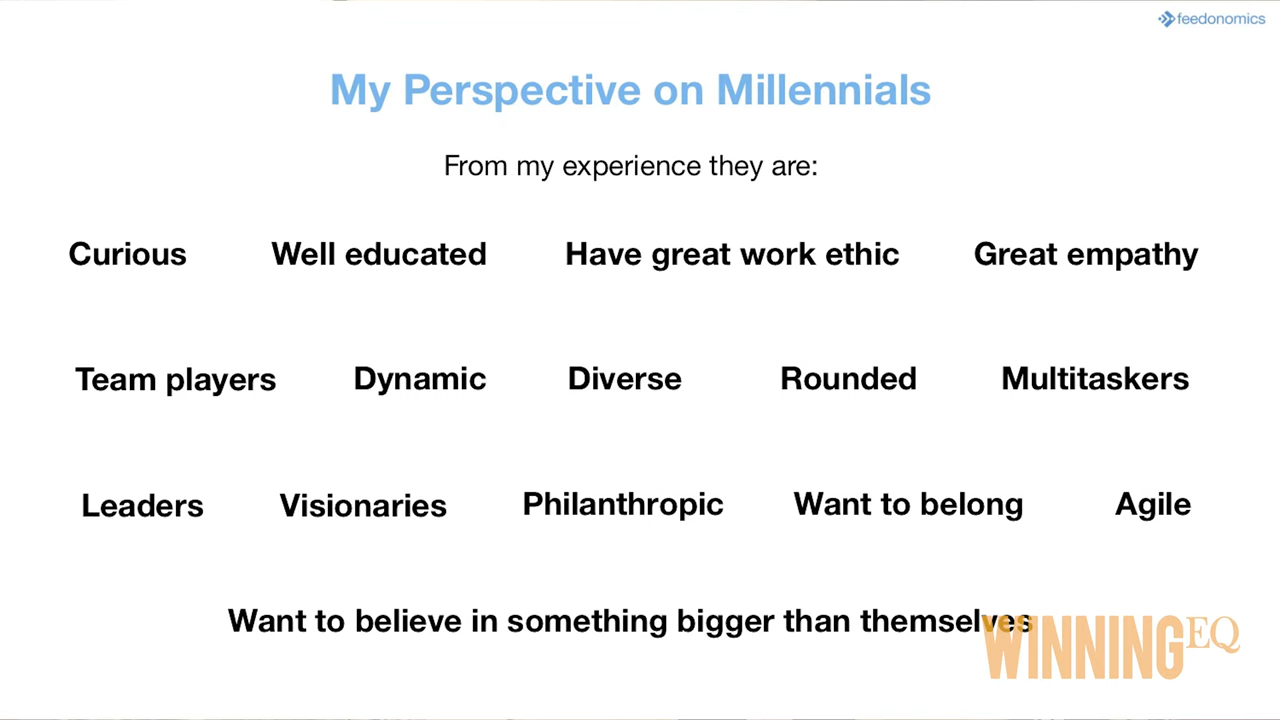 feedonomics
My Perspective on Millennials
From my experience they are:
Curious Well educated Have great work ethic Great empathy
Team players Dynamic Diverse Rounded Multitaskers
Leaders Visionaries Philanthropic Want to belong Agile
Want to believe in something bigger than themselves
WINNING EQ